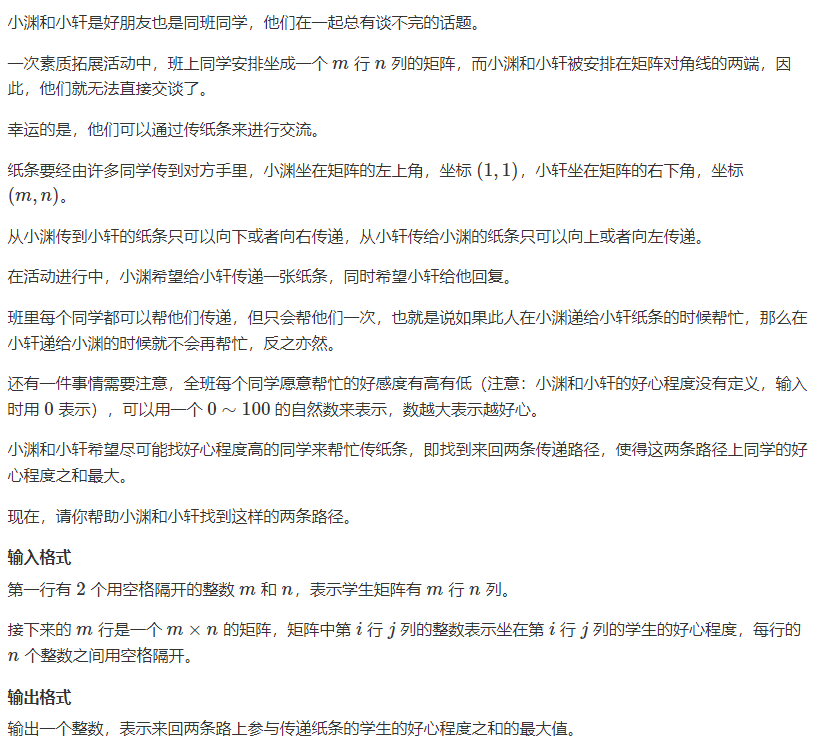 小渊和小轩是好朋友也是同班同学，他们在一起总有谈不完的话题。
一次素质拓展活动中，班上同学安排坐成一个 m 行 n 列的矩阵，而小渊和小轩被安排在矩阵对角线的两端，因
此，他们就无法直接交谈了。
幸运的是，他们可以通过传纸条来进行交流。
纸条要经由许多同学传到对方手里，小渊坐在矩阵的左上角，坐标 (1,1)，小轩坐在矩阵的右下角，坐标
(m,n)。
从小渊传到小轩的纸条只可以向下或者向右传递，从小轩传给小渊的纸条只可以向上或者向左传递。
在活动进行中，小渊希望给小轩传递一张纸条，同时希望小轩给他回复。
班里每个同学都可以帮他们传递，但只会帮他们一次，也就是说如果此人在小渊递给小轩纸条的时候帮忙，那么在
小轩递给小渊的时候就不会再帮忙，反之亦然。
还有一件事情需要注意，全班每个同学愿意帮忙的好感度有高有低（注意：小渊和小轩的好心程度没有定义，输入
时用 0 表示），可以用一个 0 ∼ 100 的自然数来表示，数越大表示越好心。
小渊和小轩希望尽可能找好心程度高的同学来帮忙传纸条，即找到来回两条传递路径，使得这两条路径上同学的好
心程度之和最大。
现在，请你帮助小渊和小轩找到这样的两条路径。
输入格式
第一行有 2 个用空格隔开的整数 m 和 n，表示学生矩阵有 m 行 n 列。
接下来的 m 行是一个 m × n 的矩阵，矩阵中第 i 行 j 列的整数表示坐在第 i 行 j 列的学生的好心程度，每行的
n 个整数之间用空格隔开。
输出格式
输出一个整数，表示来回两条路上参与传递纸条的学生的好心程度之和的最大值。